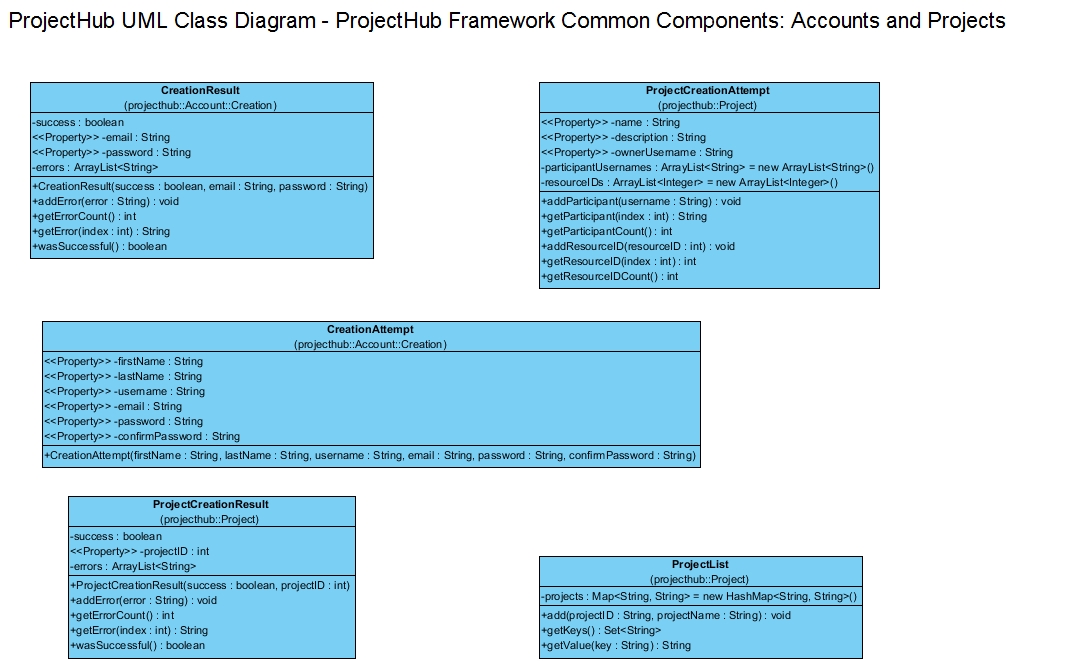 ProjectHub UML Class Diagram - ProjectHub Framework Common Components: Accounts and Projects
CreationResult
(projecthub::Account::Creation)
-success : boolean
<<Property>> -email : String
<<Property>> -password : String
-errors : ArrayList<String>
+CreationResult(success : boolean, email : String, password : String)
+addError(error : String) : void
+getErrorCount() : int
+getError(index : int) : String
+wasSuccessful() : boolean
ProjectCreationAttempt
(projecthub::Project)
<<Property>> -name : String
<<Property>> -description : String
<<Property>> -ownerUsername : String
-participantUsernames : ArrayList<String> = new ArrayList<String>()
-resourceIDs : ArrayList<Integer> = new ArrayList<Integer>()
+addParticipant(username : String) : void
+getParticipant(index : int) : String
+getParticipantCount() : int
+addResourceID(resourceID : int) : void
+getResourceID(index : int) : int
+getResourceIDCount() : int
CreationAttempt
(projecthub::Account::Creation)
<<Property>> -firstName : String
<<Property>> -lastName : String
<<Property>> -username : String
<<Property>> -email : String
<<Property>> -password : String
<<Property>> -confirmPassword : String
+CreationAttempt(firstName : String, lastName : String, username : String, email : String, password : String, confirmPassword : String)
ProjectCreationResult
(projecthub::Project)
-success : boolean
<<Property>> -projectID : int
-errors : ArrayList<String>
+ProjectCreationResult(success : boolean, projectID : int)
+addError(error : String) : void
+getErrorCount() : int
+getError(index : int) : String
+wasSuccessful() : boolean
ProjectList
(projecthub::Project)
-projects : Map<String, String> = new HashMap<String, String>()
+add(projectID : String, projectName : String) : void
+getKeys() : Set<String>
+getValue(key : String) : String